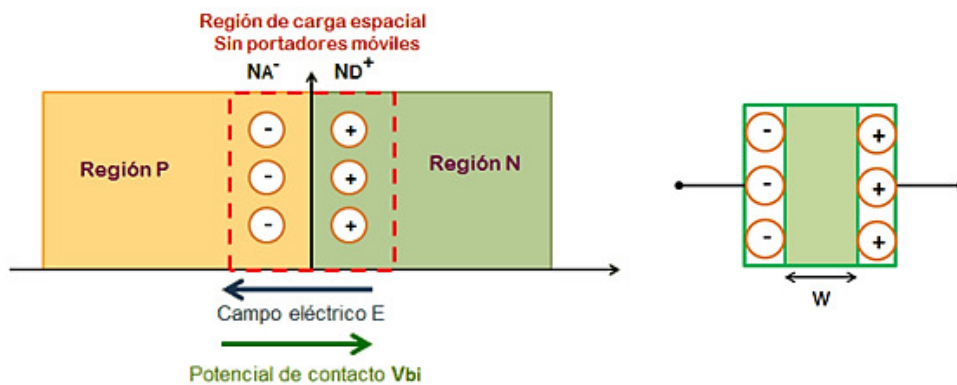 Región de carga espacial
Sin portadores móviles
NA- ND+
- +
Región P - + Región N
- +
Campo eléctrico E
Potencial de contacto Vbi
- +
- +
- +
W